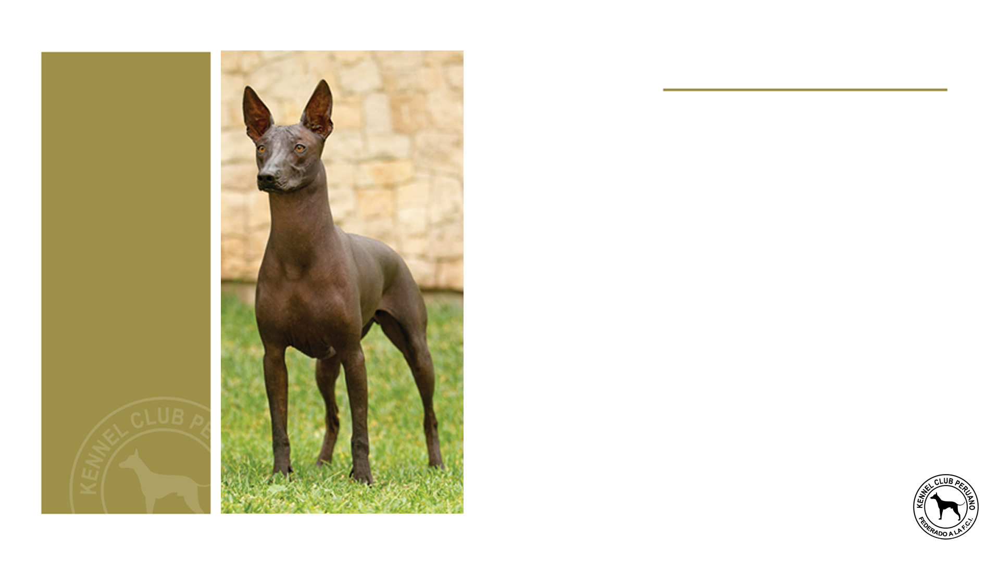 KENNEL CLUB PE
KENNEL CLUB PERUANO
FEDERADO A LA F.C.I.